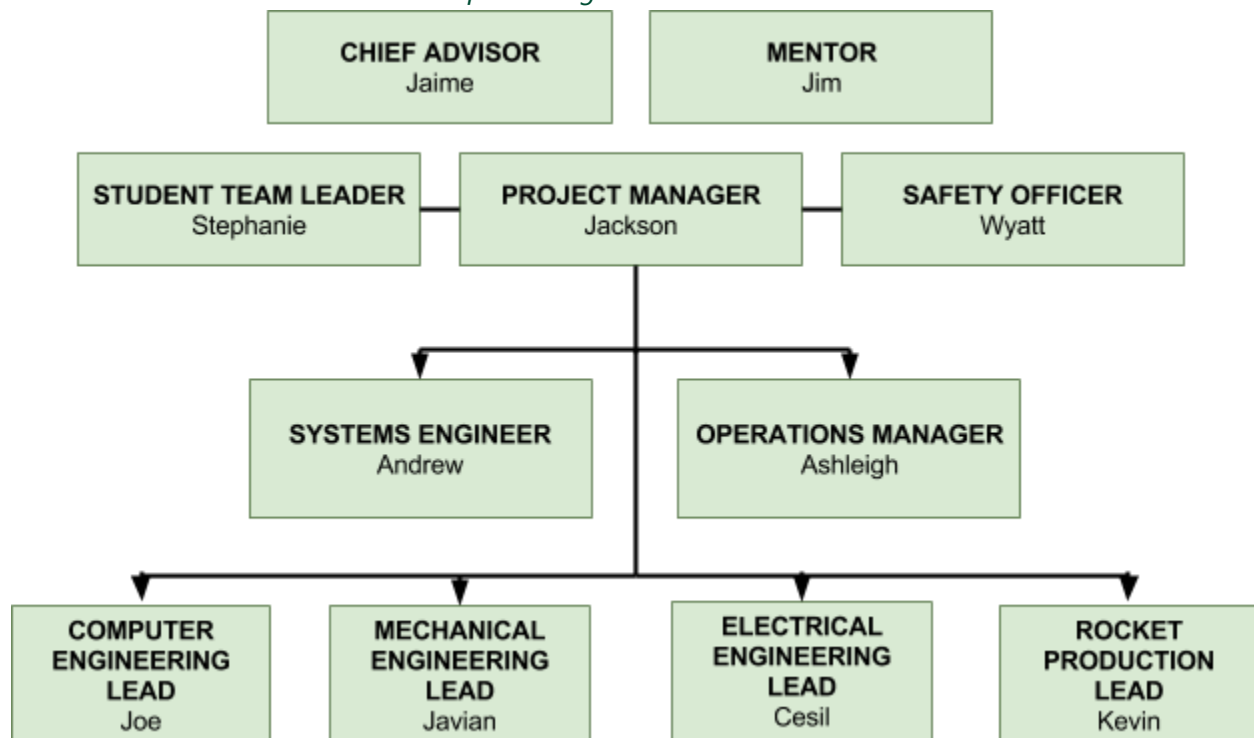 CHIEF ADVISOR
Jaime
MENTOR
Jim
STUDENT TEAM LEADER
Stephanie
PROJECT MANAGER
Jackson
SAFETY OFFICER
Wyatt
SYSTEMS ENGINEER
Andrew
OPERATIONS MANAGER
Ashleigh
COMPUTER
ENGINEERING
LEAD
Joe
MECHANICAL
ENGINEERING
LEAD
Javian
ELECTRICAL
ENGINEERING
LEAD
Cesil
ROCKET
PRODUCTION
LEAD
Kevin